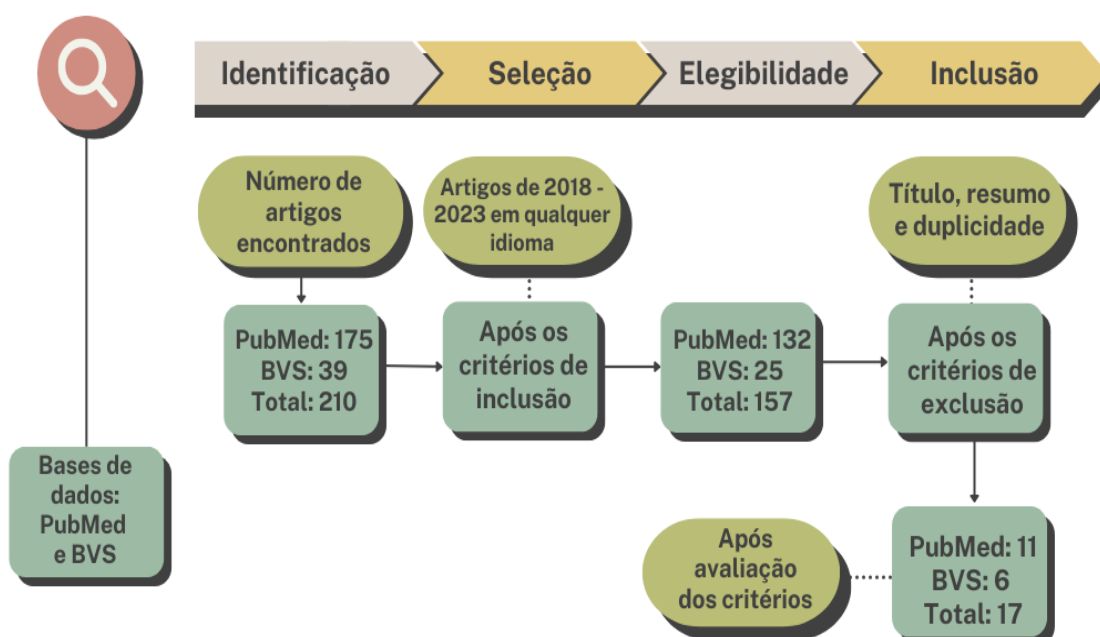 Identificação
Seleção
Elegibilidade
Inclusão
Número de
artigos
encontrados
Artigos de 2018 -
2023 em qualquer
idioma
Título, resumo
e duplicidade
PubMed: 175
BVS: 39
Total: 210
Após os
critérios de
inclusão
PubMed: 132
BVS: 25
Total: 157
Após os
critérios de
exclusão
Bases de
dados:
PubMed
e BVS
Após
avaliação
dos critérios
PubMed: 11
BVS: 6
Total: 17